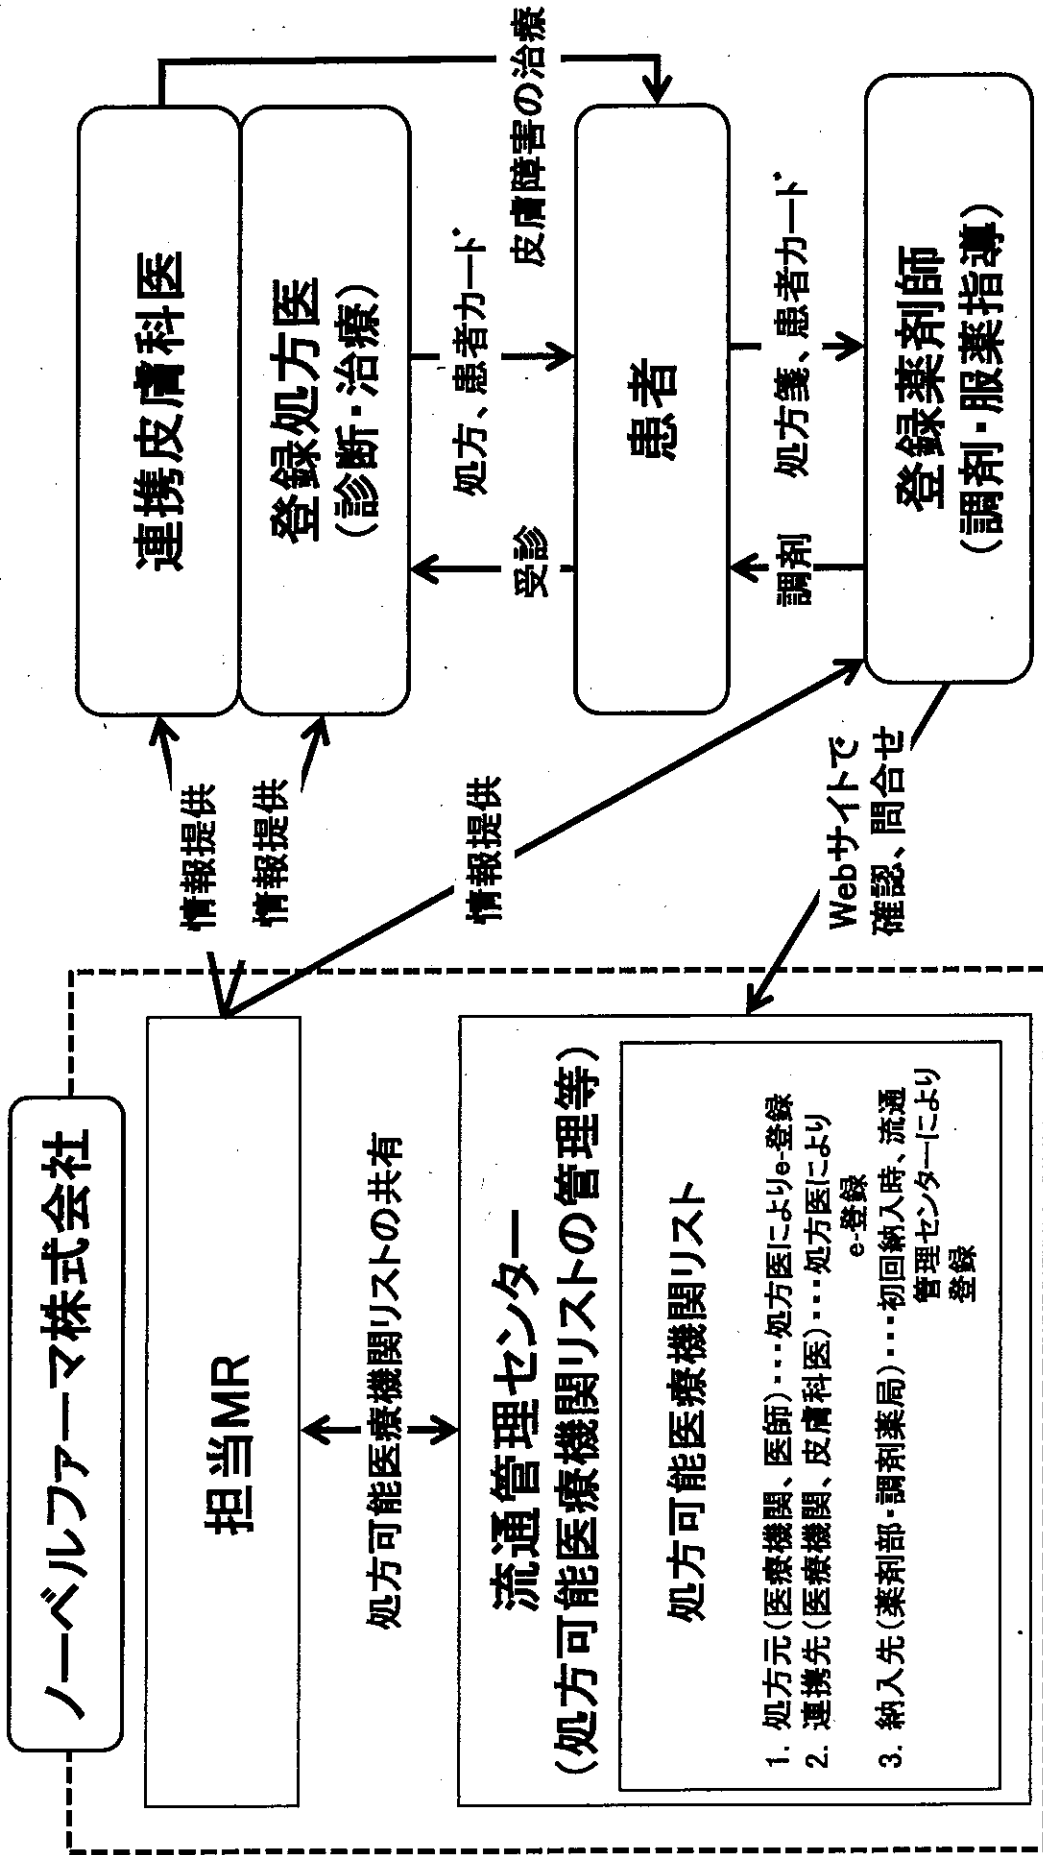 ノーベルファーマ株式会社
担当MR
処方可能医療機関リストの共有
流通管理センター
(処方可能医療機関リストの管理等)
処方可能医療機関リスト
1. 処方元(医療機関、医師)・・・処方医によりe-登録
2. 連携先(医療機関、皮膚科医)・・・処方医により
e-登録
3. 納入先(薬剤部・調剤薬局)・・・初回納入時、流通
管理センターにより
登録
情報提供
情報提供
情報提供
Webサイトで
確認、問合せ
連携皮膚科医
登録処方医
(診断・治療)
受診
処方、患者カード
皮膚障害の治療
患者
調剤
処方箋、患者カード
登録薬剤師
(調剤・服薬指導)